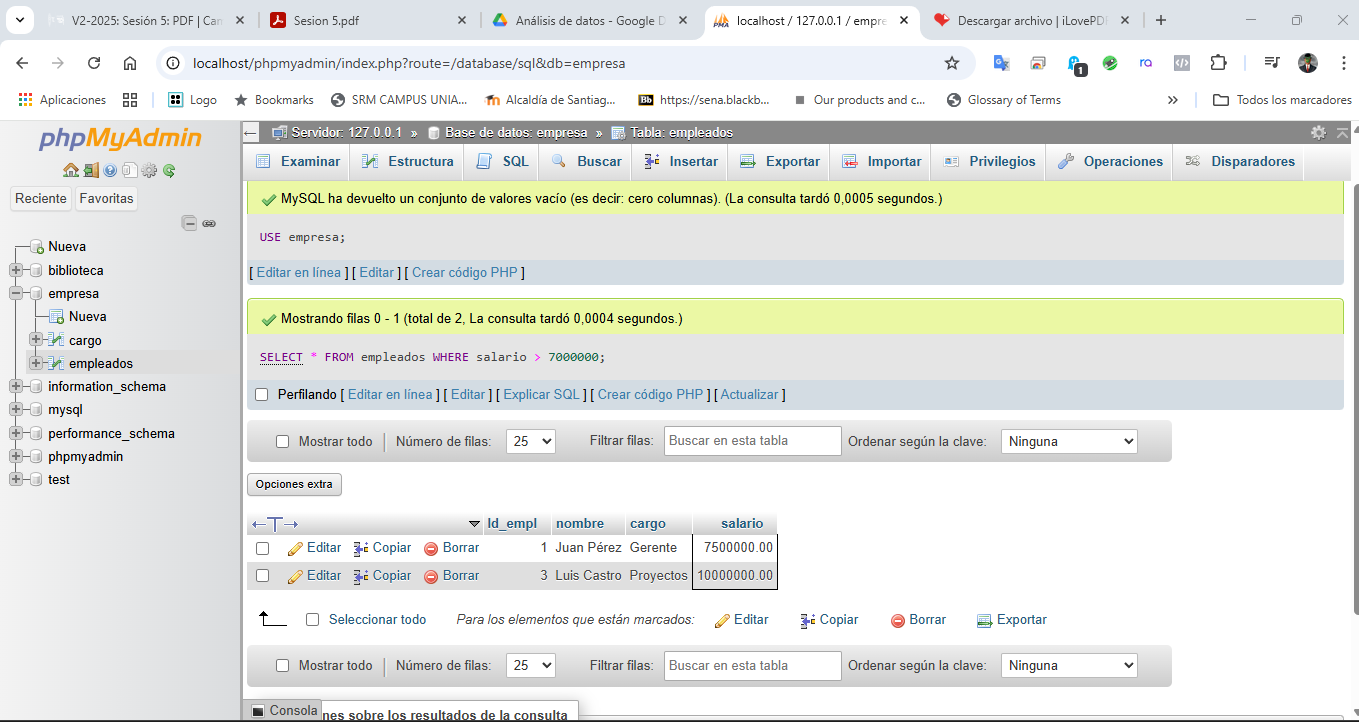 V2-2025: Sesión 5: PDF | Can
Sesion 5.pdf
Análisis de datos - Google D
localhost / 127.0.0.1 / empre
Descargar archivo | iLovePDF
localhost/phpmyadmin/index.php?route=/database/sql&db=empresa
1
Aplicaciones
Logo
Bookmarks
SRM CAMPUS UNIA...
Alcaldía de Santiag...
Bb https://sena.blackb...
Our products and c...
Glossary of Terms
»
Todos los marcadores
phpMyAdmin
Reciente Favoritas
Nueva
biblioteca
empresa
Nueva
cargo
empleados
information_schema
mysql
performance_schema
phpmyadmin
test
Servidor: 127.0.0.1 » Base de datos: empresa » Tabla: empleados
Examinar Estructura SQL Buscar Insertar Exportar Importar Privilegios Operaciones Disparadores
MySQL ha devuelto un conjunto de valores vacío (es decir: cero columnas). (La consulta tardó 0,0005 segundos.)
USE empresa;
[ Editar en línea ] [ Editar ] [ Crear código PHP ]
Mostrando filas 0 - 1 (total de 2, La consulta tardó 0,0004 segundos.)
SELECT * FROM empleados WHERE salario > 7000000;
Perfilando [ Editar en línea ] [ Editar ] [ Explicar SQL ] [ Crear código PHP ] [ Actualizar ]
Mostrar todo Número de filas: 25 Filtrar filas: Buscar en esta tabla Ordenar según la clave: Ninguna
Opciones extra
Id_empl nombre cargo salario
Editar Copiar Borrar 1 Juan Pérez Gerente 7500000.00
Editar Copiar Borrar 3 Luis Castro Proyectos 10000000.00
Seleccionar todo Para los elementos que están marcados: Editar Copiar Borrar Exportar
Mostrar todo Número de filas: 25 Filtrar filas: Buscar en esta tabla Ordenar según la clave: Ninguna
Consola
nes sobre los resultados de la consulta